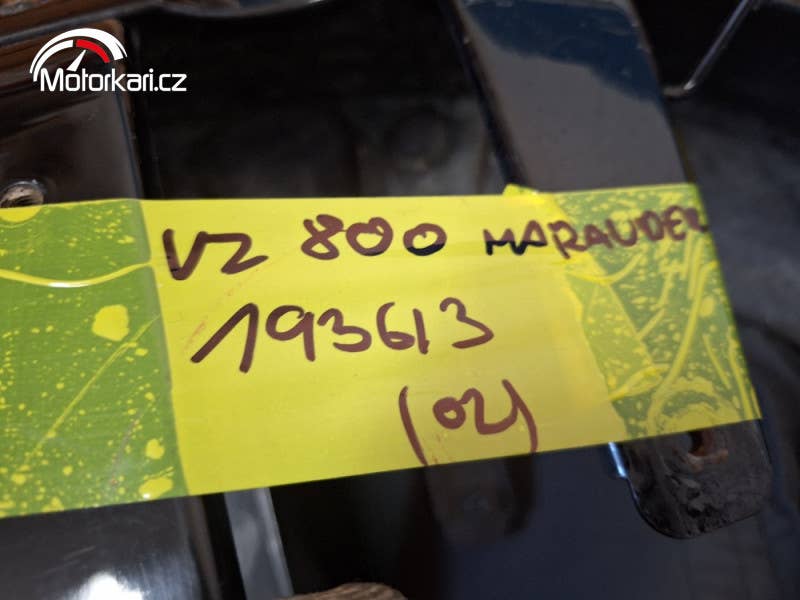 Motorkari.cz
VZ 800 MARAUDER
193613
(02)